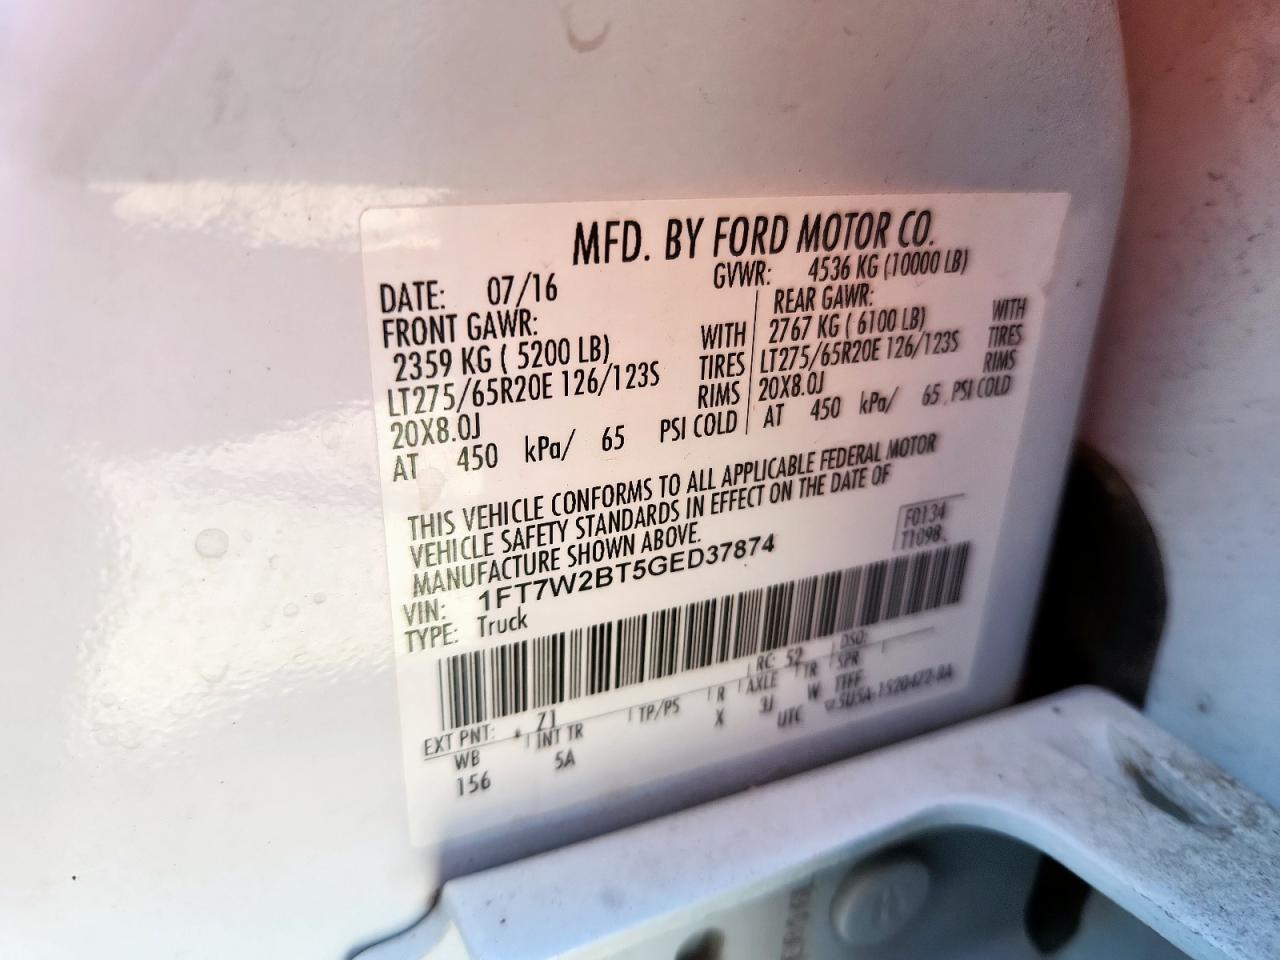 MFD. BY FORD MOTOR CO.
DATE: 07/16
GVWR: 4536 KG (10000 LB)
FRONT GAWR:
2359 KG ( 5200 LB) WITH
LT275/65R20E 126/123S TIRES
20X8.0J RIMS
AT 450 kPa/ 65 PSI COLD
REAR GAWR:
2767 KG ( 6100 LB) WITH
LT275/65R20E 126/123S TIRES
20X8.0J RIMS
AT 450 kPa/ 65 PSI COLD
THIS VEHICLE CONFORMS TO ALL APPLICABLE FEDERAL MOTOR
VEHICLE SAFETY STANDARDS IN EFFECT ON THE DATE OF
MANUFACTURE SHOWN ABOVE.
F0134
T1098
VIN: 1FT7W2BT5GED37874
TYPE: Truck
EXT PNT: Z1 RC: 52 DSO:
WB INT TR TP/PS R AXLE TR SPR
156 5A X 3J W
UTC